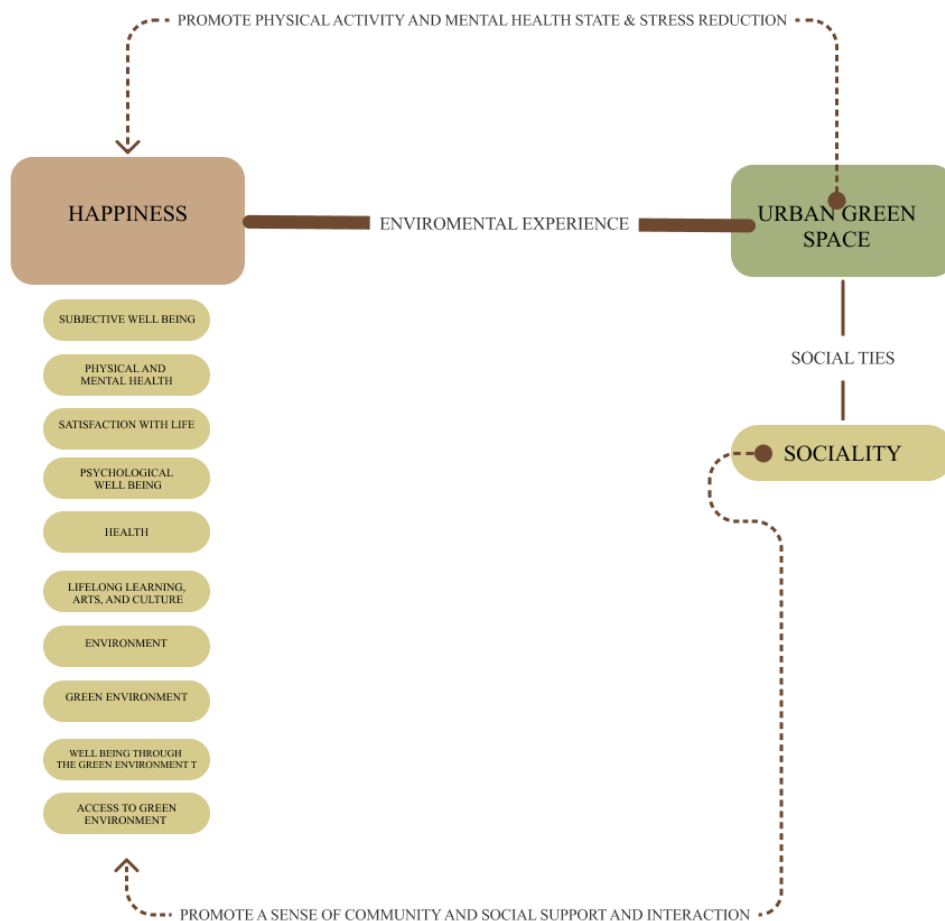 PROMOTE PHYSICAL ACTIVITY AND MENTAL HEALTH STATE & STRESS REDUCTION
HAPPINESS
ENVIROMENTAL EXPERIENCE
URBAN GREEN
SPACE
SUBJECTIVE WELL BEING
PHYSICAL AND
MENTAL HEALTH
SOCIAL TIES
SATISFACTION WITH LIFE
SOCIALITY
PSYCHOLOGICAL
WELL BEING
HEALTH
LIFELONG LEARNING,
ARTS, AND CULTURE
ENVIRONMENT
GREEN ENVIRONMENT
WELL BEING THROUGH
THE GREEN ENVIRONMENT T
ACCESS TO GREEN
ENVIRONMENT
PROMOTE A SENSE OF COMMUNITY AND SOCIAL SUPPORT AND INTERACTION